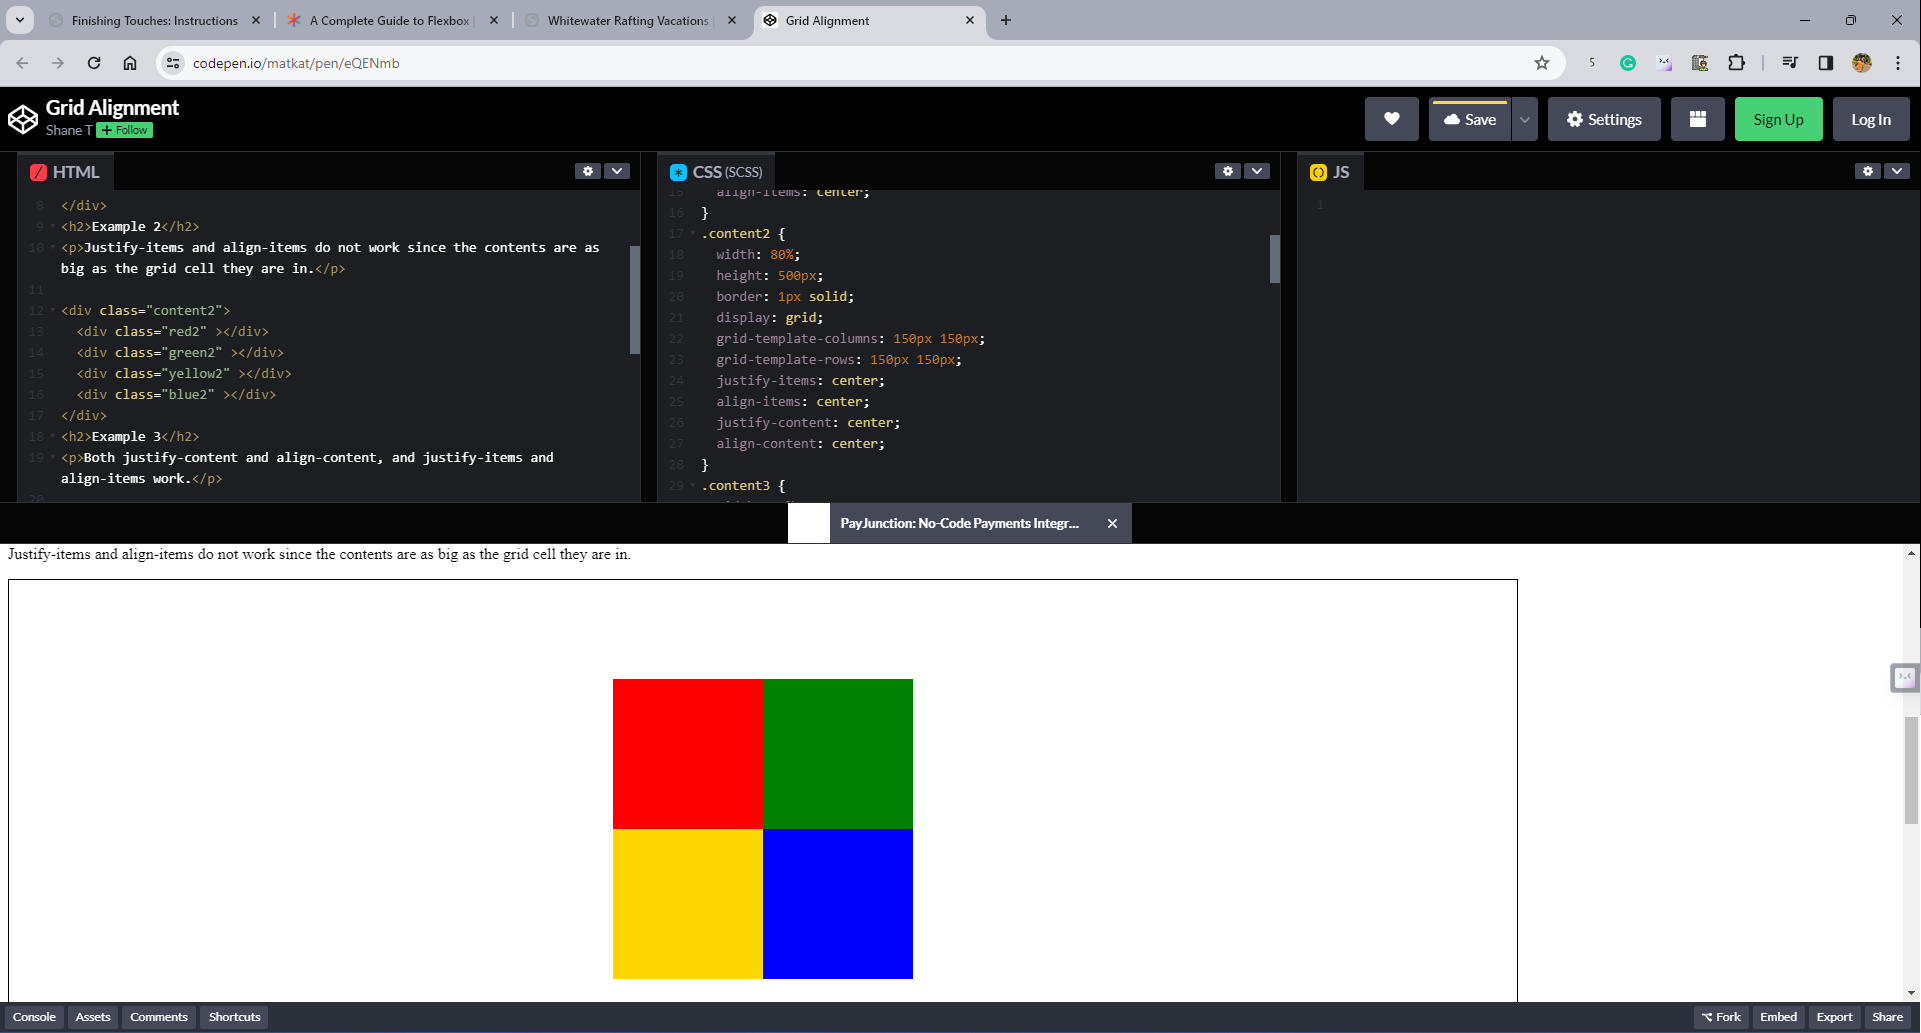 Finishing Touches: Instructions
A Complete Guide to Flexbox
Whitewater Rafting Vacations
Grid Alignment
codepen.io/matkat/pen/eQENmb
5
Grid Alignment
Shane T + Follow
Save
Settings
Sign Up
Log In
HTML
8 </div>
9 <h2>Example 2</h2>
10 <p>Justify-items and align-items do not work since the contents are as
big as the grid cell they are in.</p>
11
12 <div class="content2">
13 <div class="red2" ></div>
14 <div class="green2" ></div>
15 <div class="yellow2" ></div>
16 <div class="blue2" ></div>
17 </div>
18 <h2>Example 3</h2>
19 <p>Both justify-content and align-content, and justify-items and
align-items work.</p>
20
CSS (SCSS)
15 align-items: center;
16 }
17 .content2 {
18 width: 80%;
19 height: 500px;
20 border: 1px solid;
21 display: grid;
22 grid-template-columns: 150px 150px;
23 grid-template-rows: 150px 150px;
24 justify-items: center;
25 align-items: center;
26 justify-content: center;
27 align-content: center;
28 }
29 .content3 {
JS
1
PayJunction: No-Code Payments Integr...
Justify-items and align-items do not work since the contents are as big as the grid cell they are in.
Console
Assets
Comments
Shortcuts
Fork
Embed
Export
Share